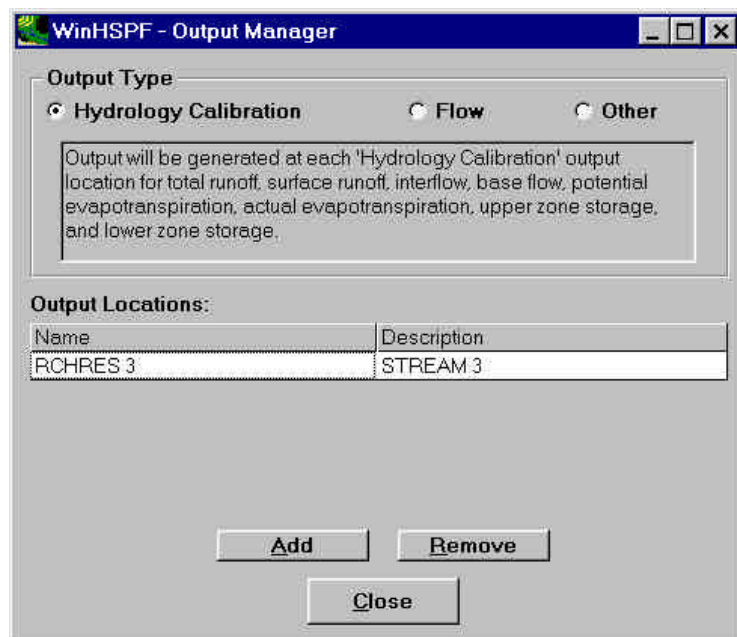 WinHSPF - Output Manager
Output Type
Hydrology Calibration Flow Other
Output will be generated at each 'Hydrology Calibration' output
location for total runoff, surface runoff, interflow, base flow, potential
evapotranspiration, actual evapotranspiration, upper zone storage,
and lower zone storage.
Output Locations:
Name Description
RCHRES 3 STREAM 3
Add Remove
Close